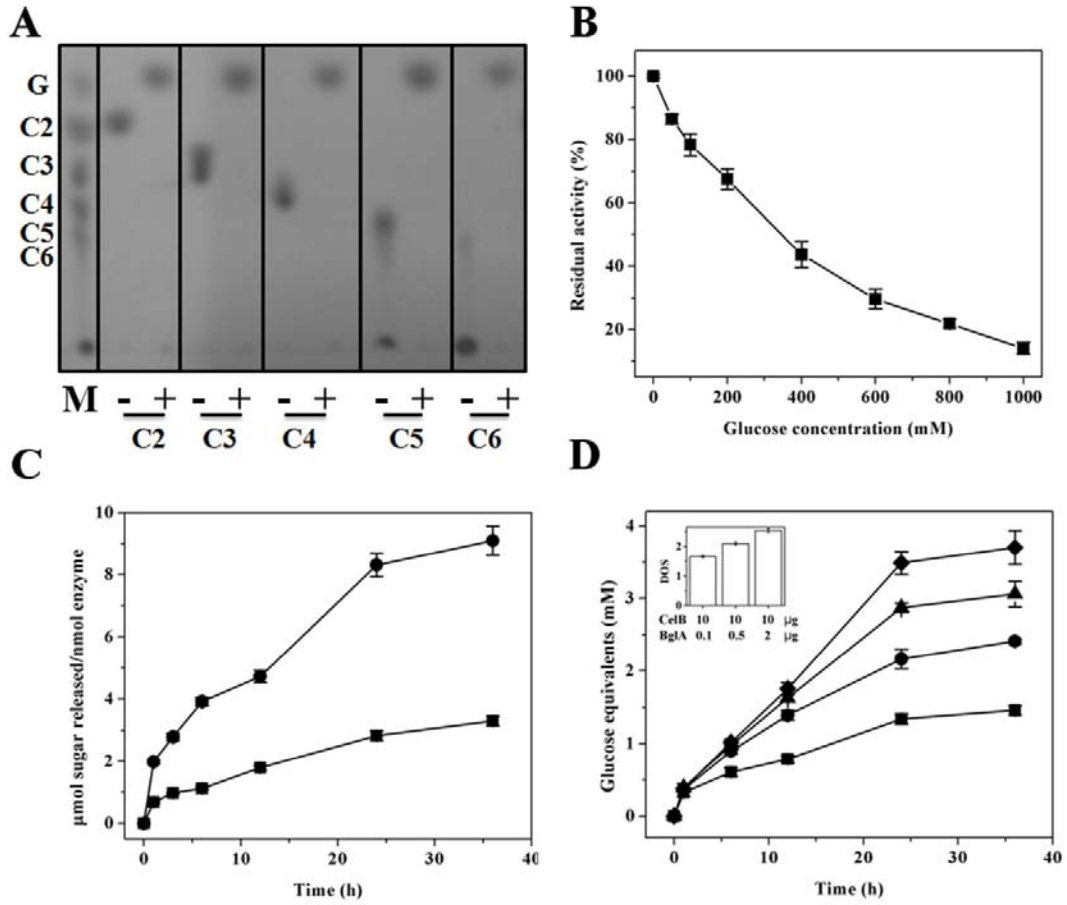 A
G
C2
C3
C4
C5
C6
M
- +
- +
- +
- +
- +
C2
C3
C4
C5
C6
B
Residual activity (%)
100
80
60
40
20
0 200 400 600 800 1000
Glucose concentration (mM)
C
μmol sugar released/nmol enzyme
10
8
6
4
2
0
0 10 20 30 40
Time (h)
D
Glucose equivalents (mM)
4
3
2
1
0
DOS
2
1
0
CelB 10 10 10 μg
BglA 0.1 0.5 2 μg
0 10 20 30 40
Time (h)